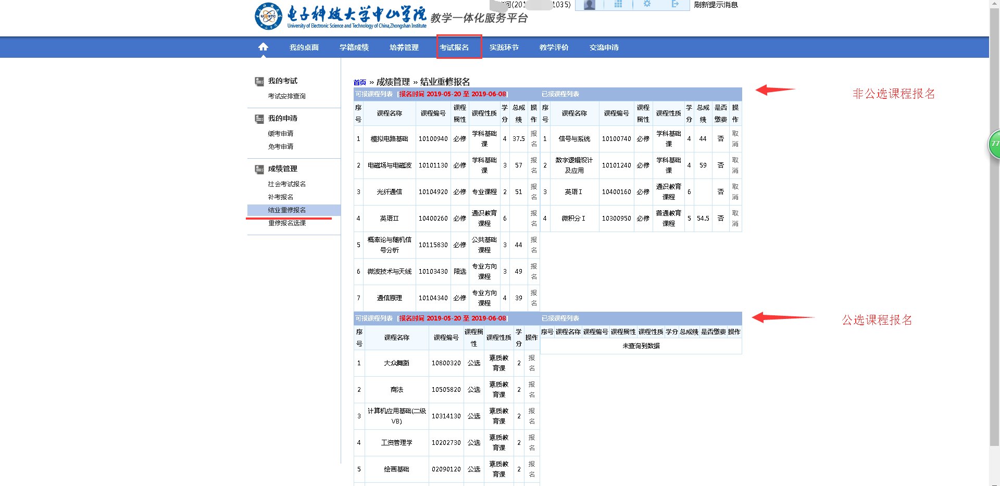 电子科技大学中山学院
University of Electronic Science and Technology of China,Zhongshan Institute
教学一体化服务平台
河(201 1035)
刷新提示消息
我的桌面 学籍成绩 培养管理 考试报名 实践环节 教学评价 交流申请
我的考试
考试安排查询
我的申请
缓考申请
免考申请
成绩管理
社会考试报名
补考报名
结业重修报名
重修报名选课
首页 » 成绩管理 » 结业重修报名
可报课程列表 [报名时间 2019-05-20 至 2019-06-08]
序号 课程名称 课程编号 课程属性 课程性质 学分 总成绩 操作
1 模拟电路基础 10100940 必修 学科基础课 4 37.5 报名
2 电磁场与电磁波 10101130 必修 学科基础课 3 57 报名
3 光纤通信 10104920 必修 专业课程 2 51 报名
4 英语II 10400260 必修 通识教育课程 6 报名
5 概率论与随机信号分析 10115830 必修 公共基础课程 3 44 报名
6 微波技术与天线 10103430 限选 专业方向课程 3 49 报名
7 通信原理 10104340 必修 专业方向课程 4 39 报名
已报课程列表
序号 课程名称 课程编号 课程属性 课程性质 学分 总成绩 是否缴费 操作
1 信号与系统 10100740 必修 学科基础课 4 44 否 取消
2 数字逻辑设计及应用 10101240 必修 学科基础课 4 59 否 取消
3 英语I 10400160 必修 通识教育课程 6 否 取消
4 微积分I 10300950 必修 普通教育课程 5 54.5 否 取消
非公选课程报名
可报课程列表 [报名时间 2019-05-20 至 2019-06-08]
序号 课程名称 课程编号 课程属性 课程性质 学分 操作
1 大众舞蹈 10800320 公选 素质教育课 2 报名
2 商法 10505820 公选 素质教育课 2 报名
3 计算机应用基础(二级VB) 10314130 公选 素质教育课 2 报名
4 工资管理学 10202730 公选 素质教育课 2 报名
5 绘画基础 02090120 公选 素质教育课 2 报名
已报课程列表
序号 课程名称 课程编号 课程属性 课程性质 学分 总成绩 是否缴费 操作
未查询到数据
公选课程报名
77